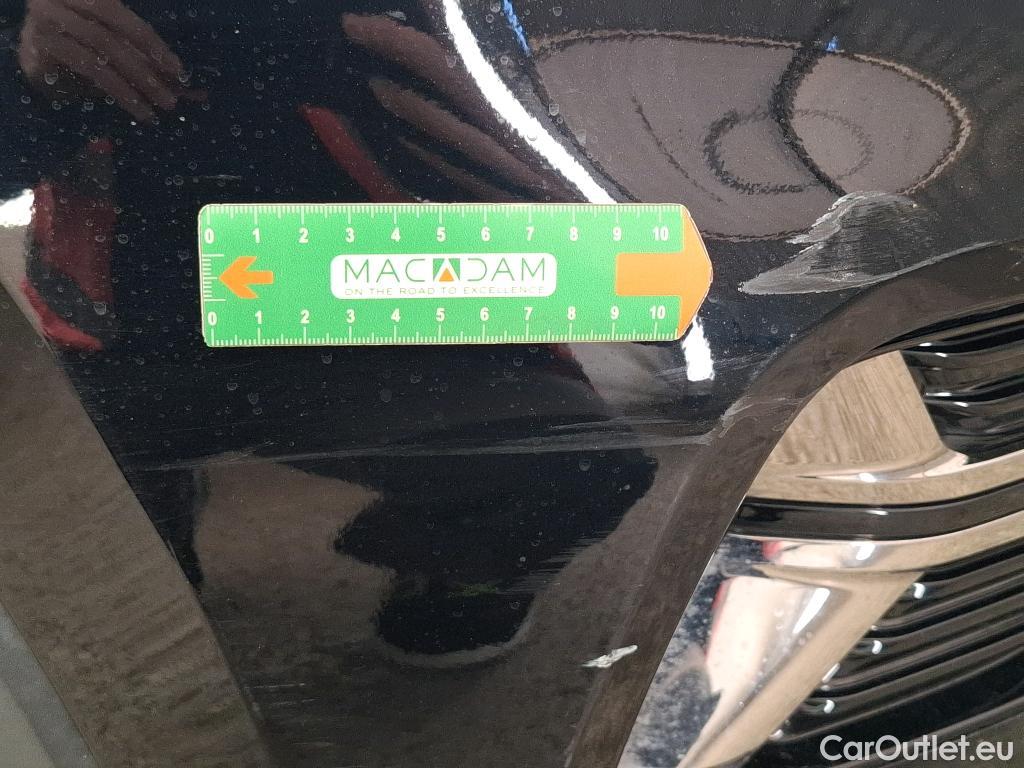 0 1 2 3 4 5 6 7 8 9 10
MACADAM
ON THE ROAD TO EXCELLENCE
0 1 2 3 4 5 6 7 8 9 10
CarOutlet.eu